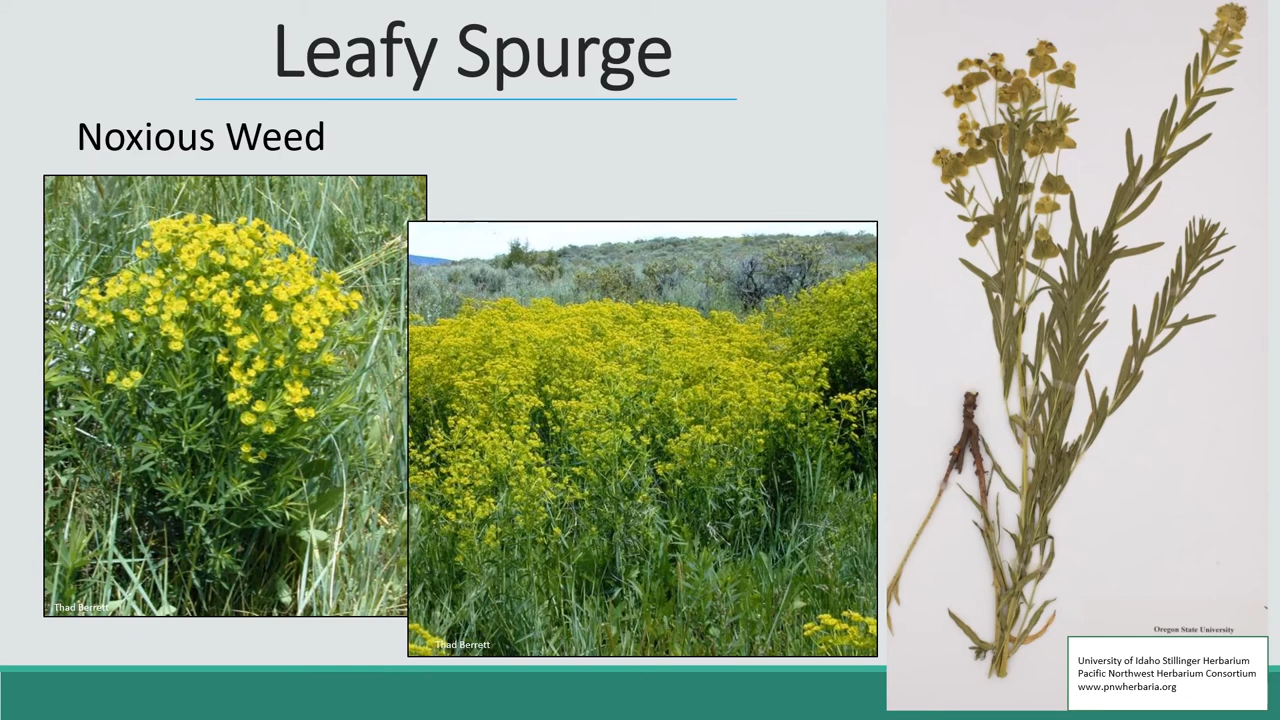 Leafy Spurge
Noxious Weed
Thad Berrett
Thad Berrett
Oregon State University
University of Idaho Stillinger Herbarium
Pacific Northwest Herbarium Consortium
www.pnwherbaria.org